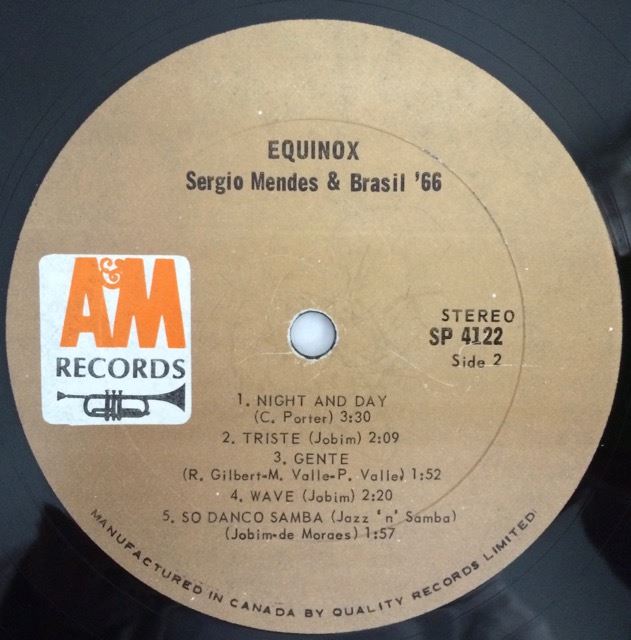 EQUINOX
Sergio Mendes & Brasil '66
A&M
RECORDS
STEREO
SP 4122
Side 2
1. NIGHT AND DAY
(C. Porter) 3:30
2. TRISTE (Jobim) 2:09
3. GENTE
(R. Gilbert-M. Valle-P. Valle) 1:52
4. WAVE (Jobim) 2:20
5. SO DANCO SAMBA (Jazz 'n' Samba)
(Jobim-de Moraes) 1:57
MANUFACTURED IN CANADA BY QUALITY RECORDS LIMITED